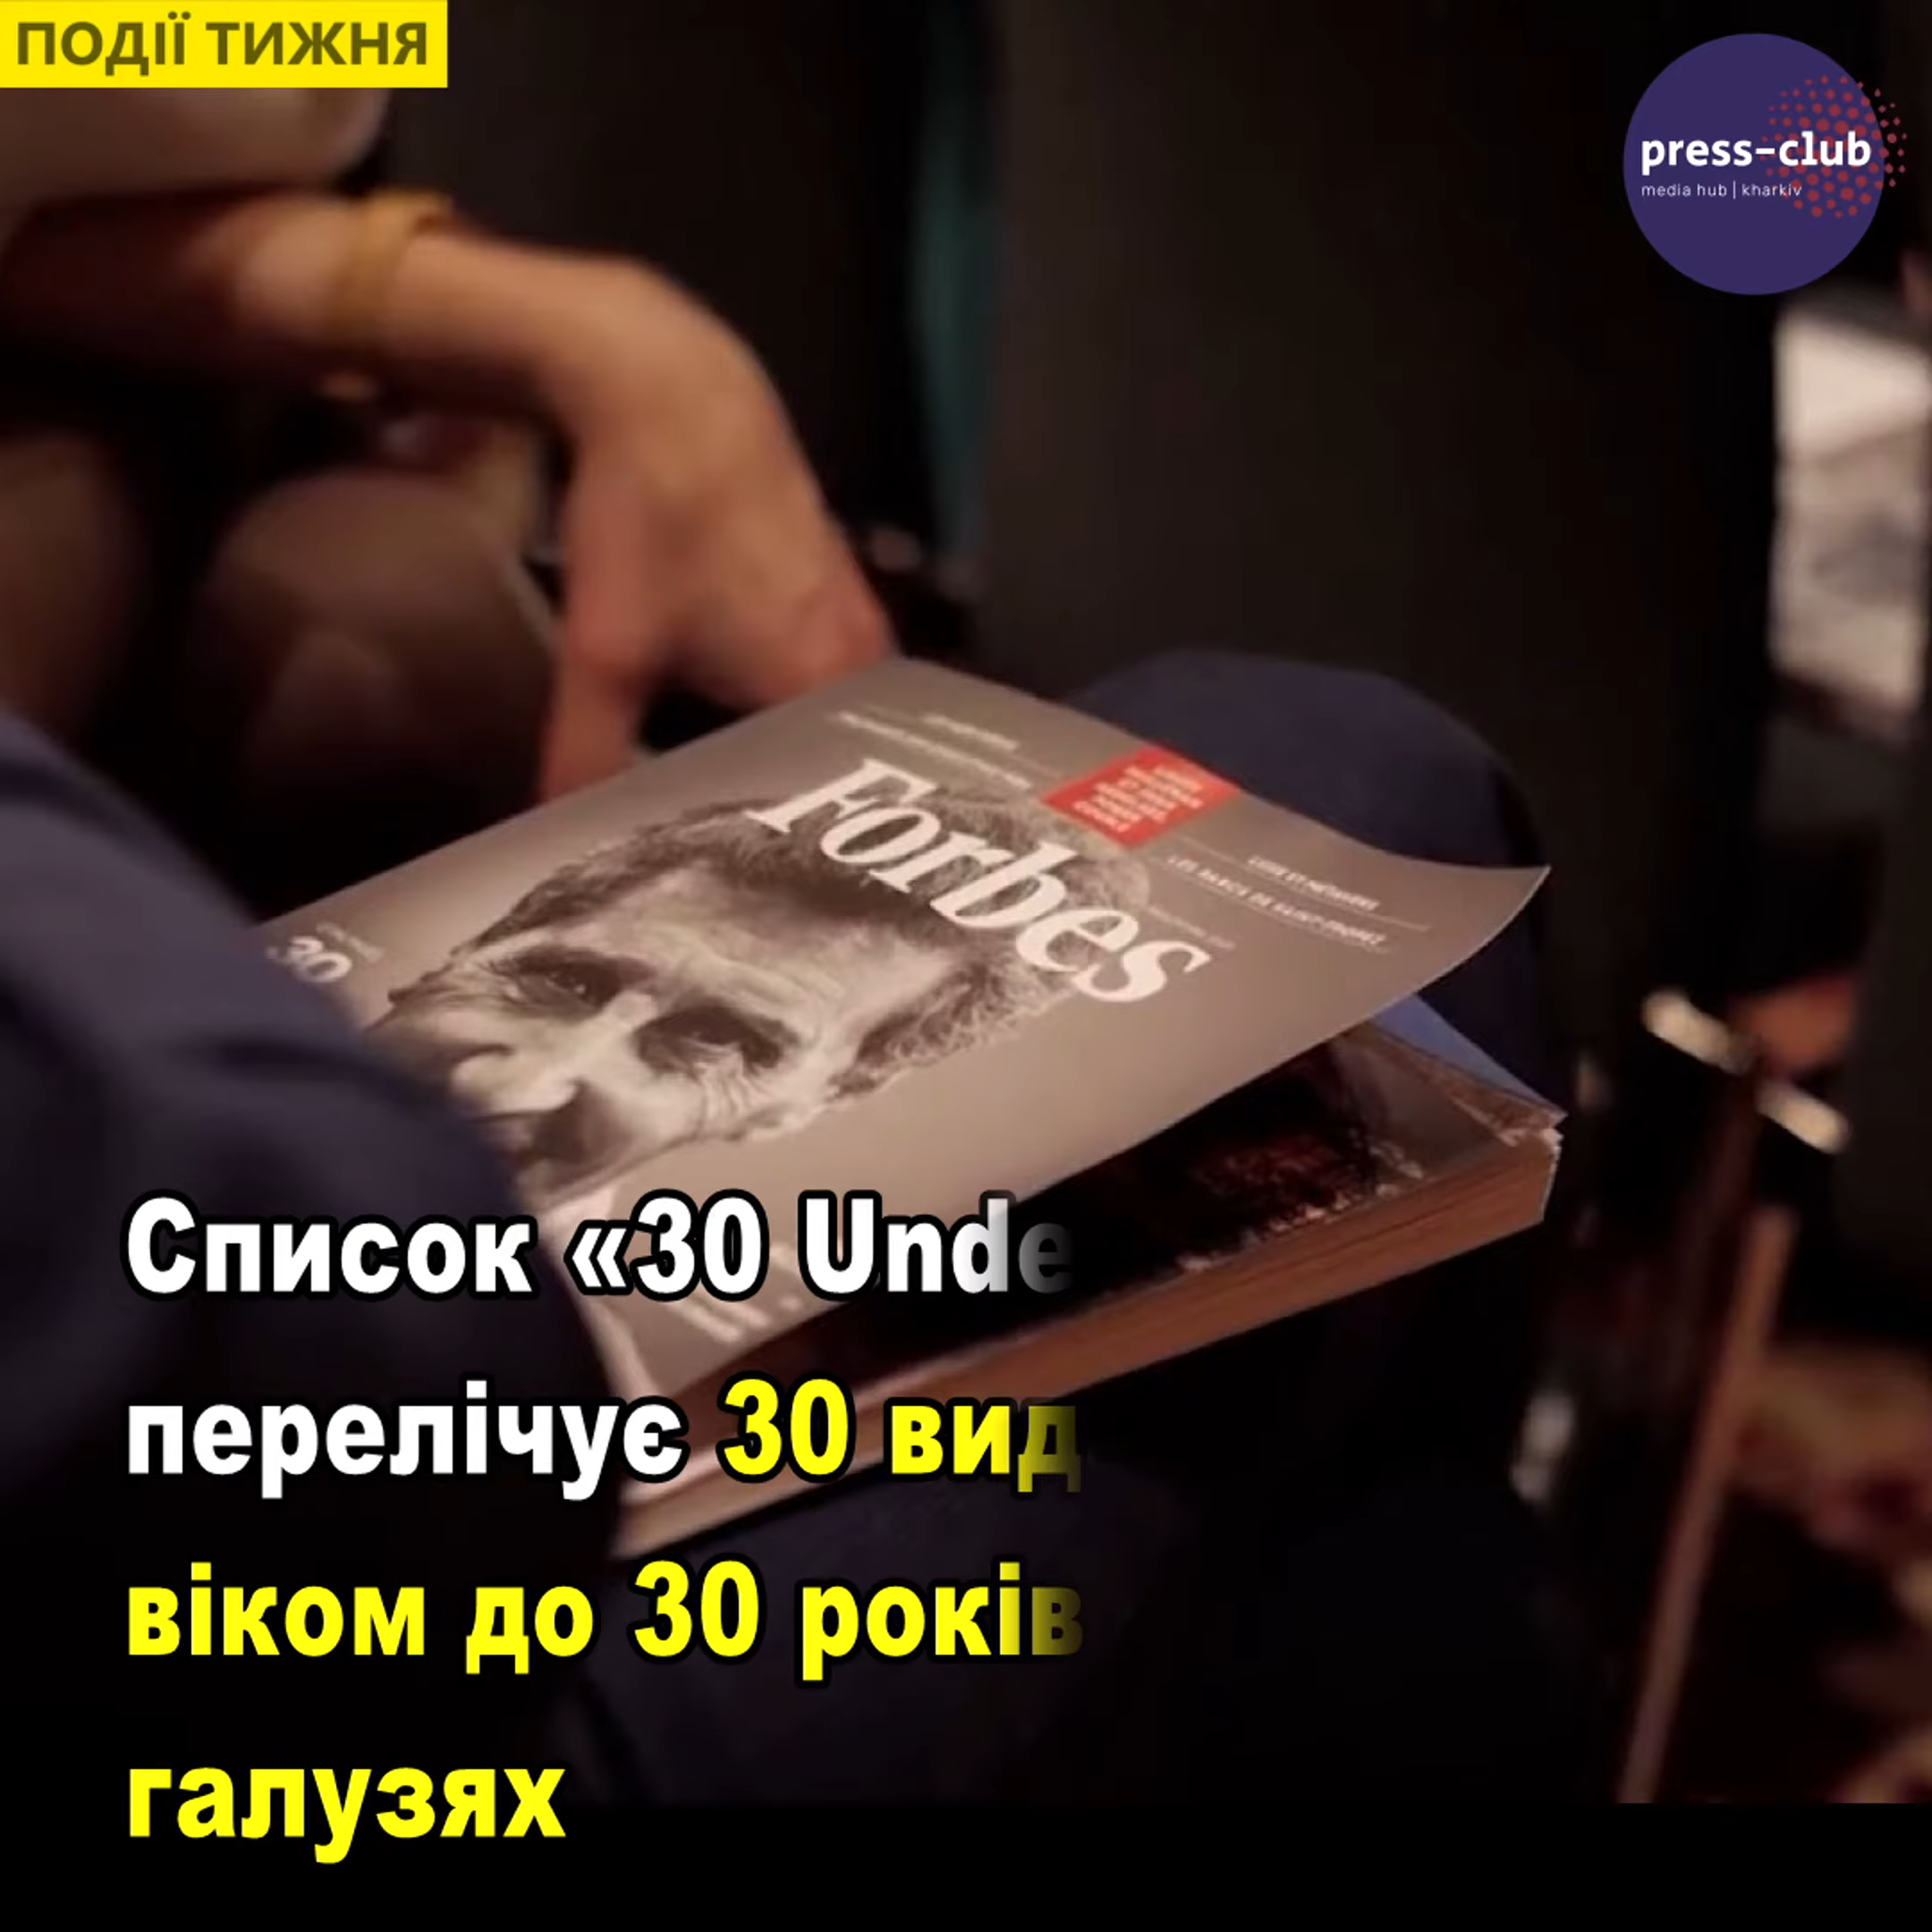 ПОДІЇ ТИЖНЯ
press-club
media hub | kharkiv
Forbes
30
Список «30 Unde
перелічує 30 вид
віком до 30 років
галузях